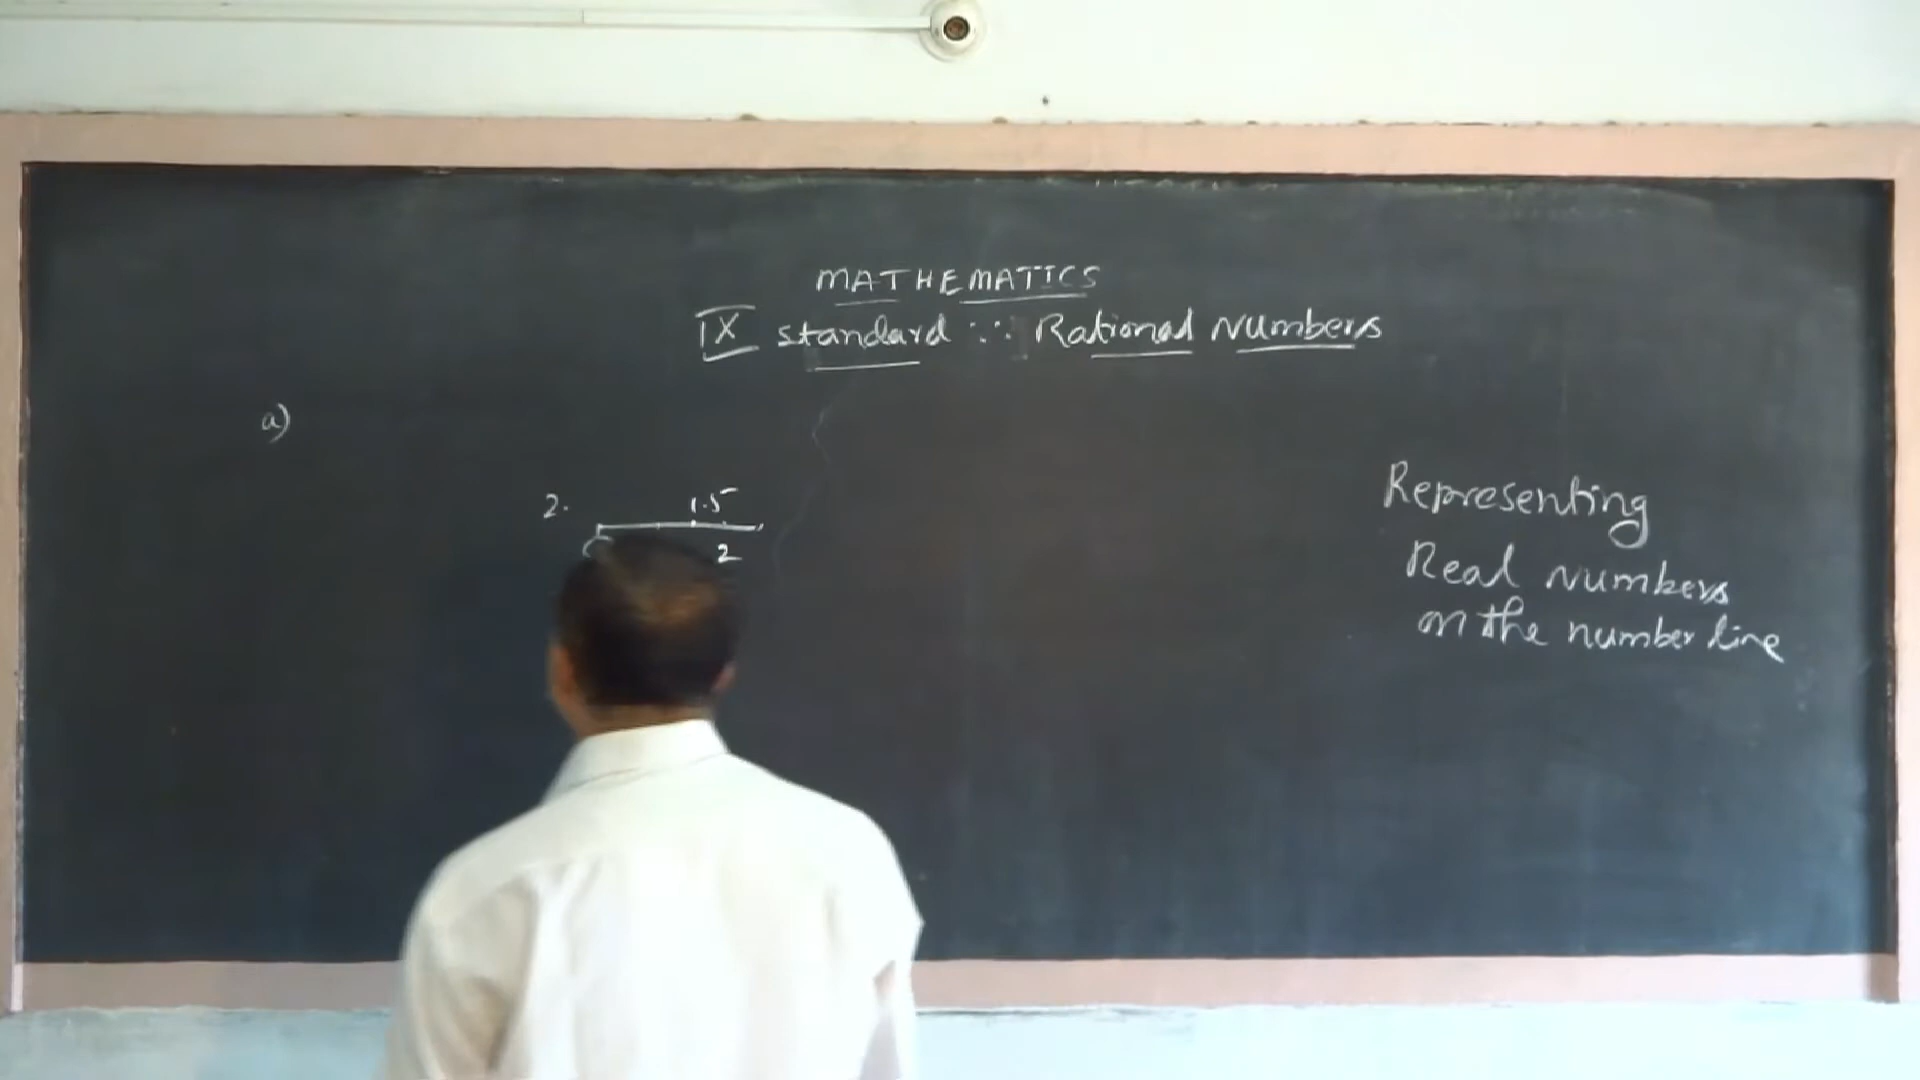 MATHEMATICS
IX standard ∴ Rational Numbers
a)
2. 1.5
2
Representing
Real numbers
on the number line